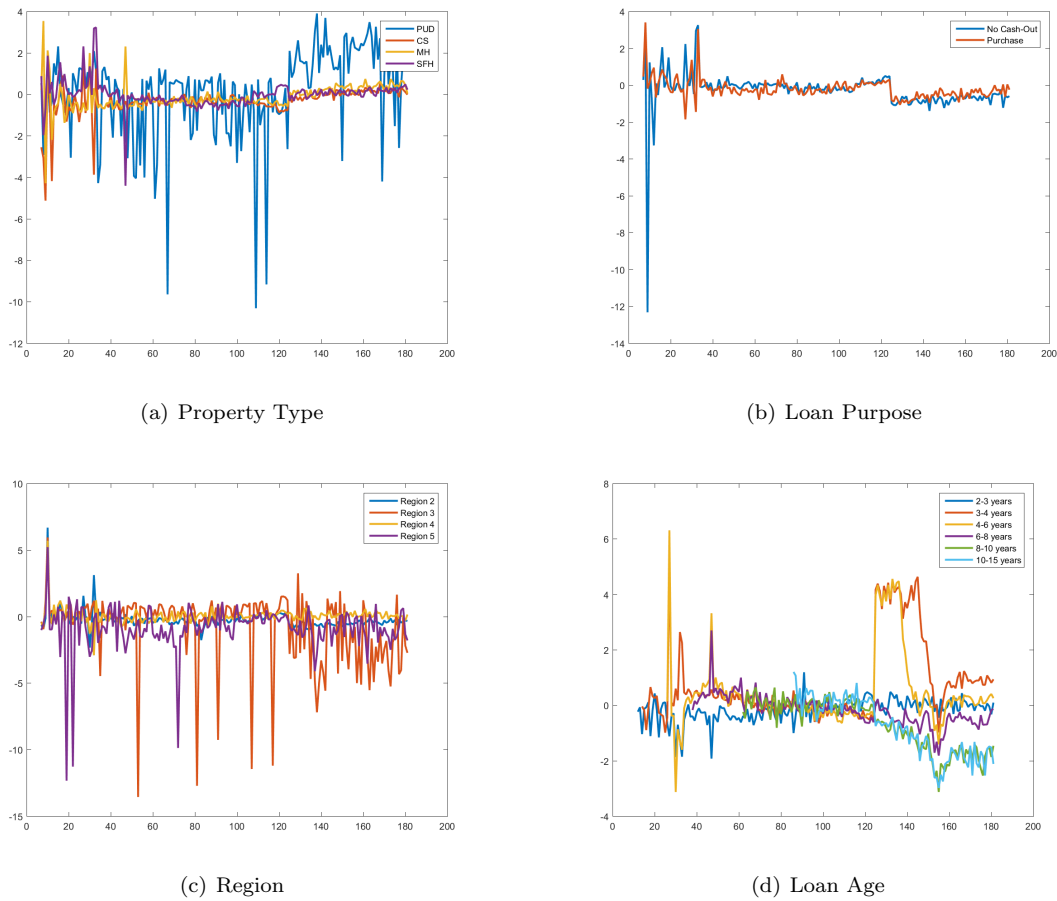 4
2
0
-2
-4
-6
-8
-10
-12
0 20 40 60 80 100 120 140 160 180 200
PUD
CS
MH
SFH
(a) Property Type
4
2
0
-2
-4
-6
-8
-10
-12
-14
0 20 40 60 80 100 120 140 160 180 200
No Cash-Out
Purchase
(b) Loan Purpose
10
5
0
-5
-10
-15
0 20 40 60 80 100 120 140 160 180 200
Region 2
Region 3
Region 4
Region 5
(c) Region
8
6
4
2
0
-2
-4
0 20 40 60 80 100 120 140 160 180 200
2-3 years
3-4 years
4-6 years
6-8 years
8-10 years
10-15 years
(d) Loan Age